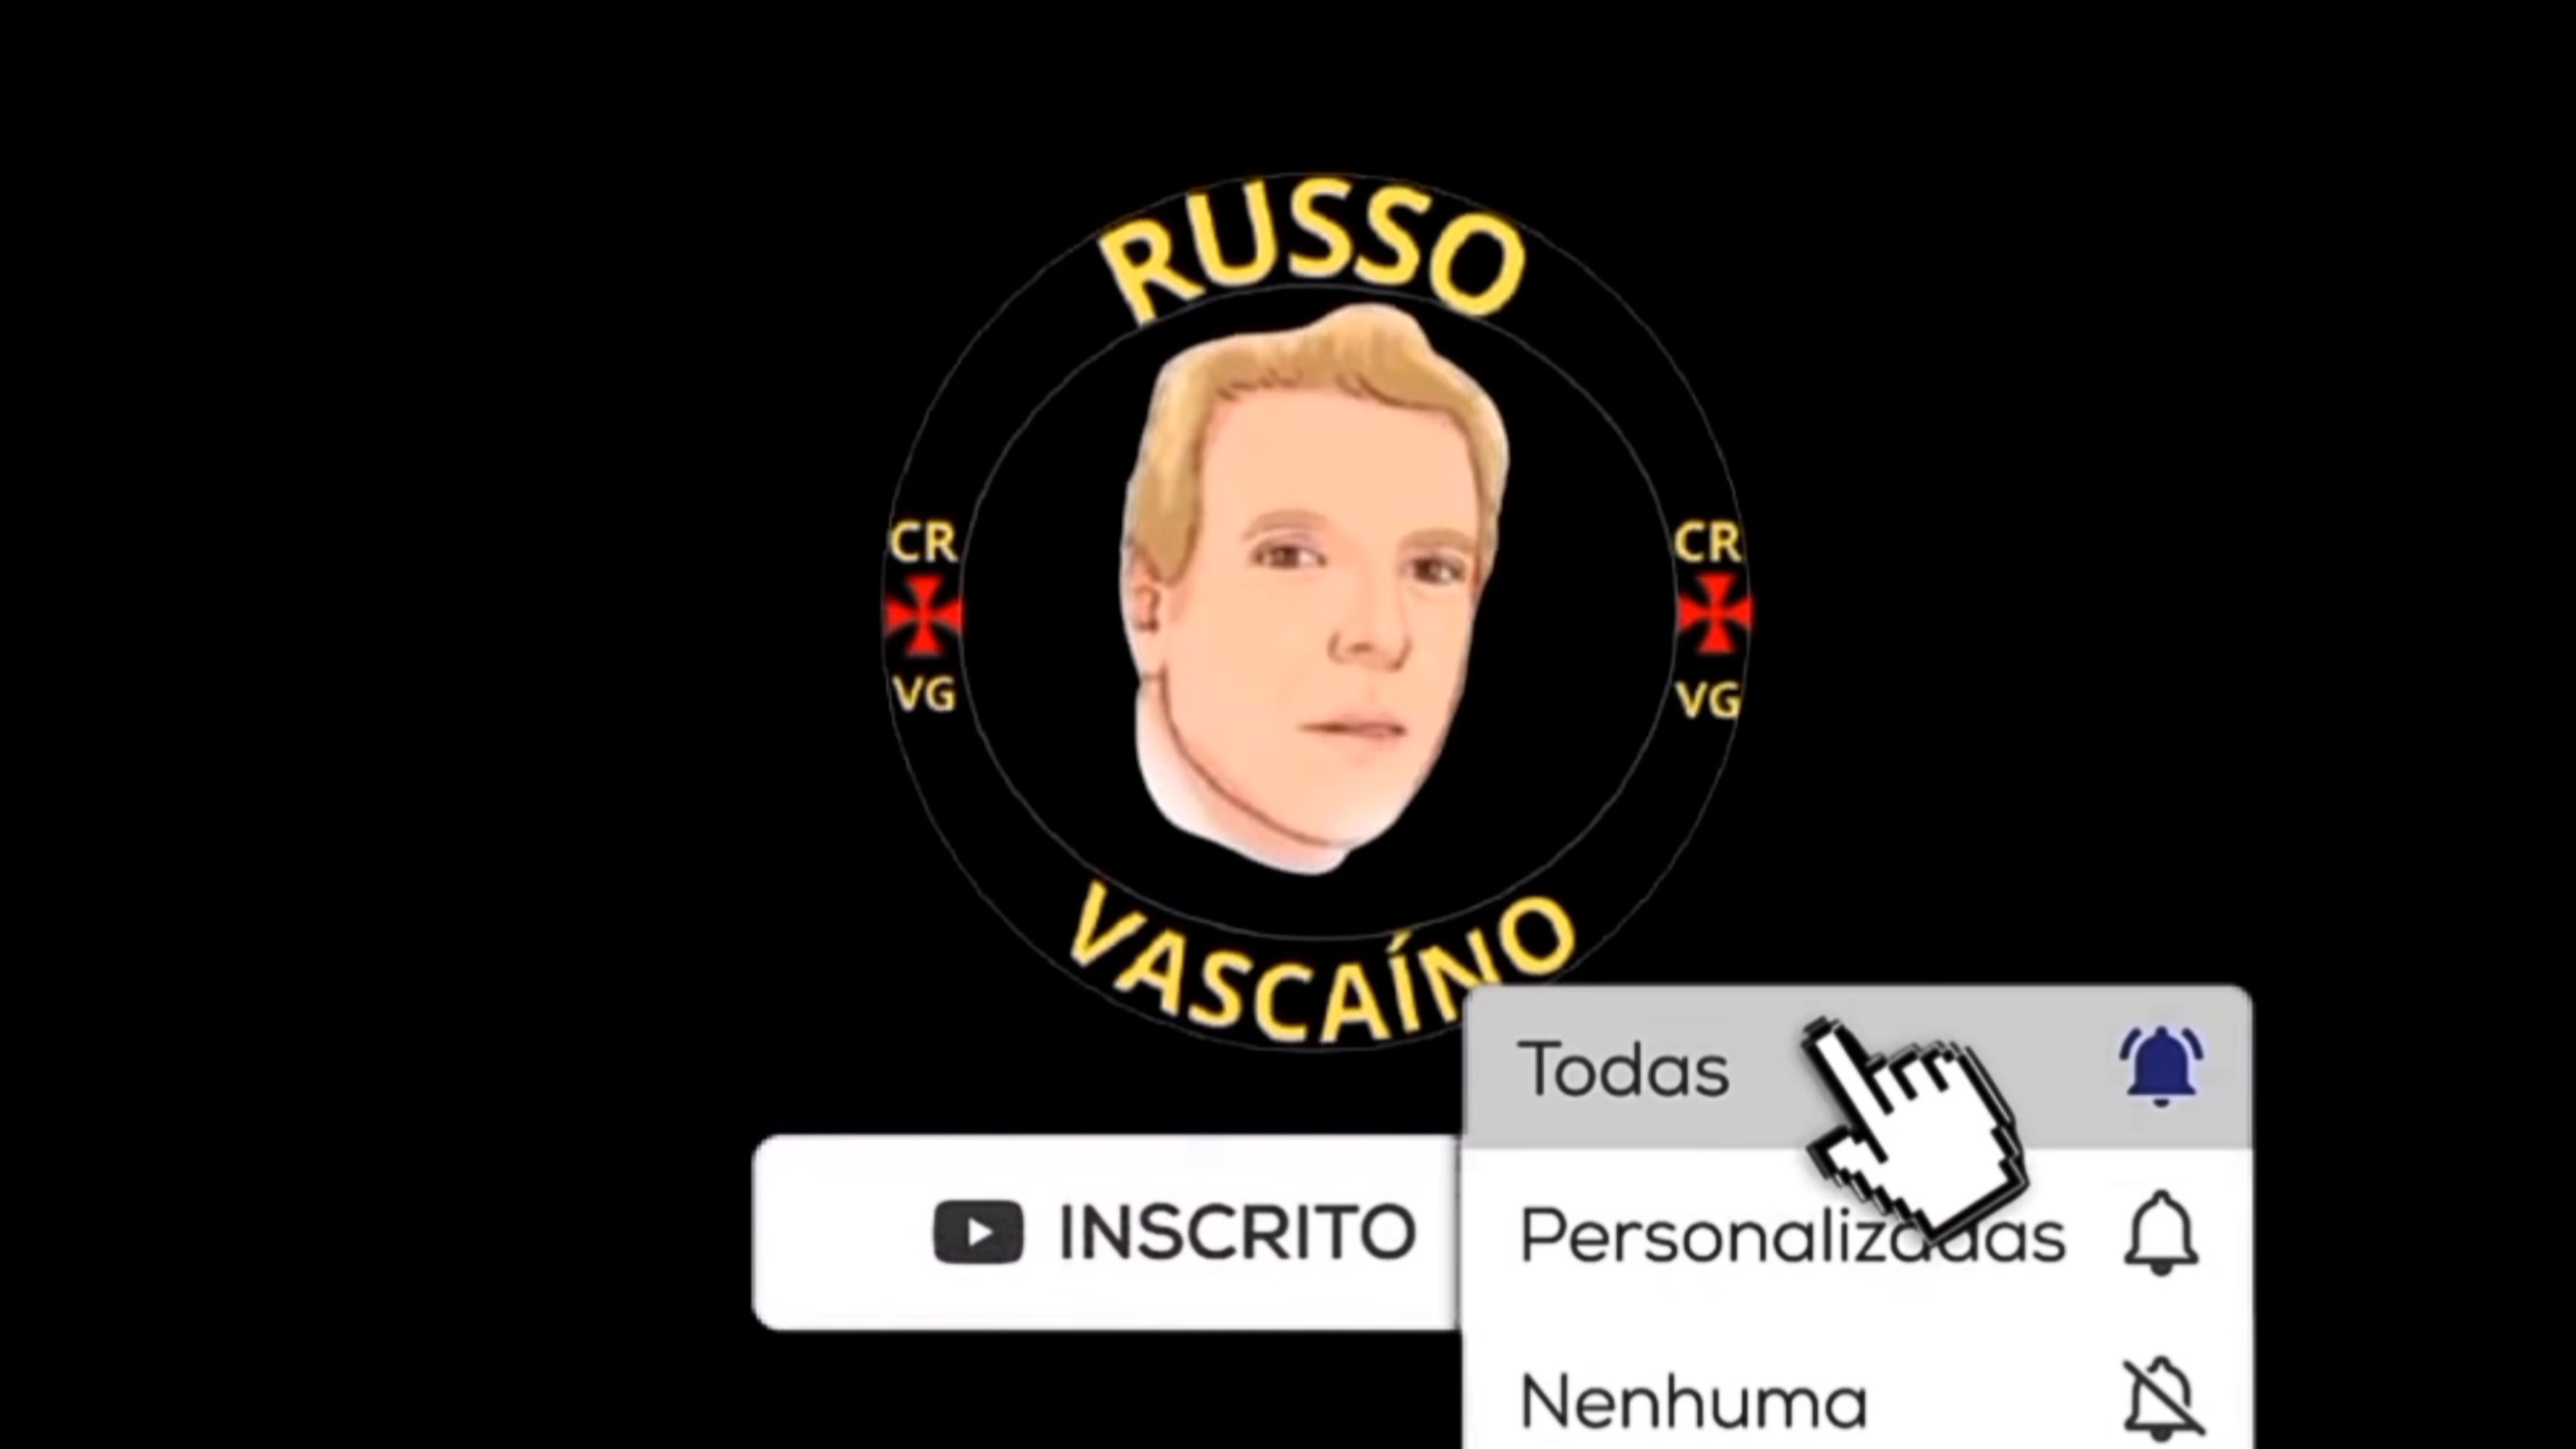 RUSSO
CR
VG
CR
VG
VASCAÍNO
INSCRITO
Todas
Personalizadas
Nenhuma